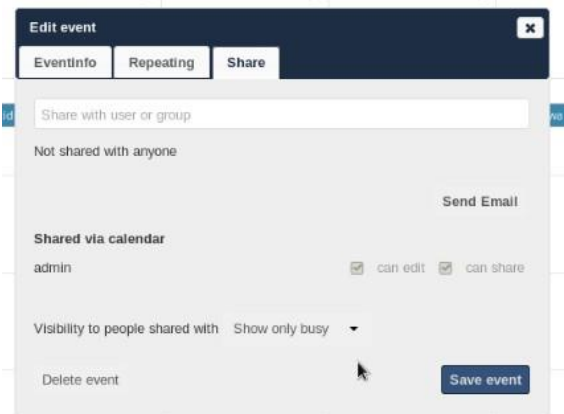 Edit event
Eventinfo Repeating Share
Share with user or group
Not shared with anyone
Send Email
Shared via calendar
admin can edit can share
Visibility to people shared with Show only busy
Delete event Save event